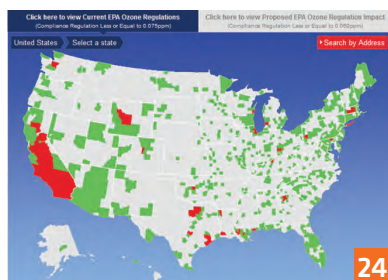 Click here to view Current EPA Ozone Regulations
(Compliance Regulation Less or Equal to 0.075ppm)
Click here to view Proposed EPA Ozone Regulation Impact
(Compliance Regulation Less or Equal to 0.060ppm)
United States
Select a state
Search by Address
24